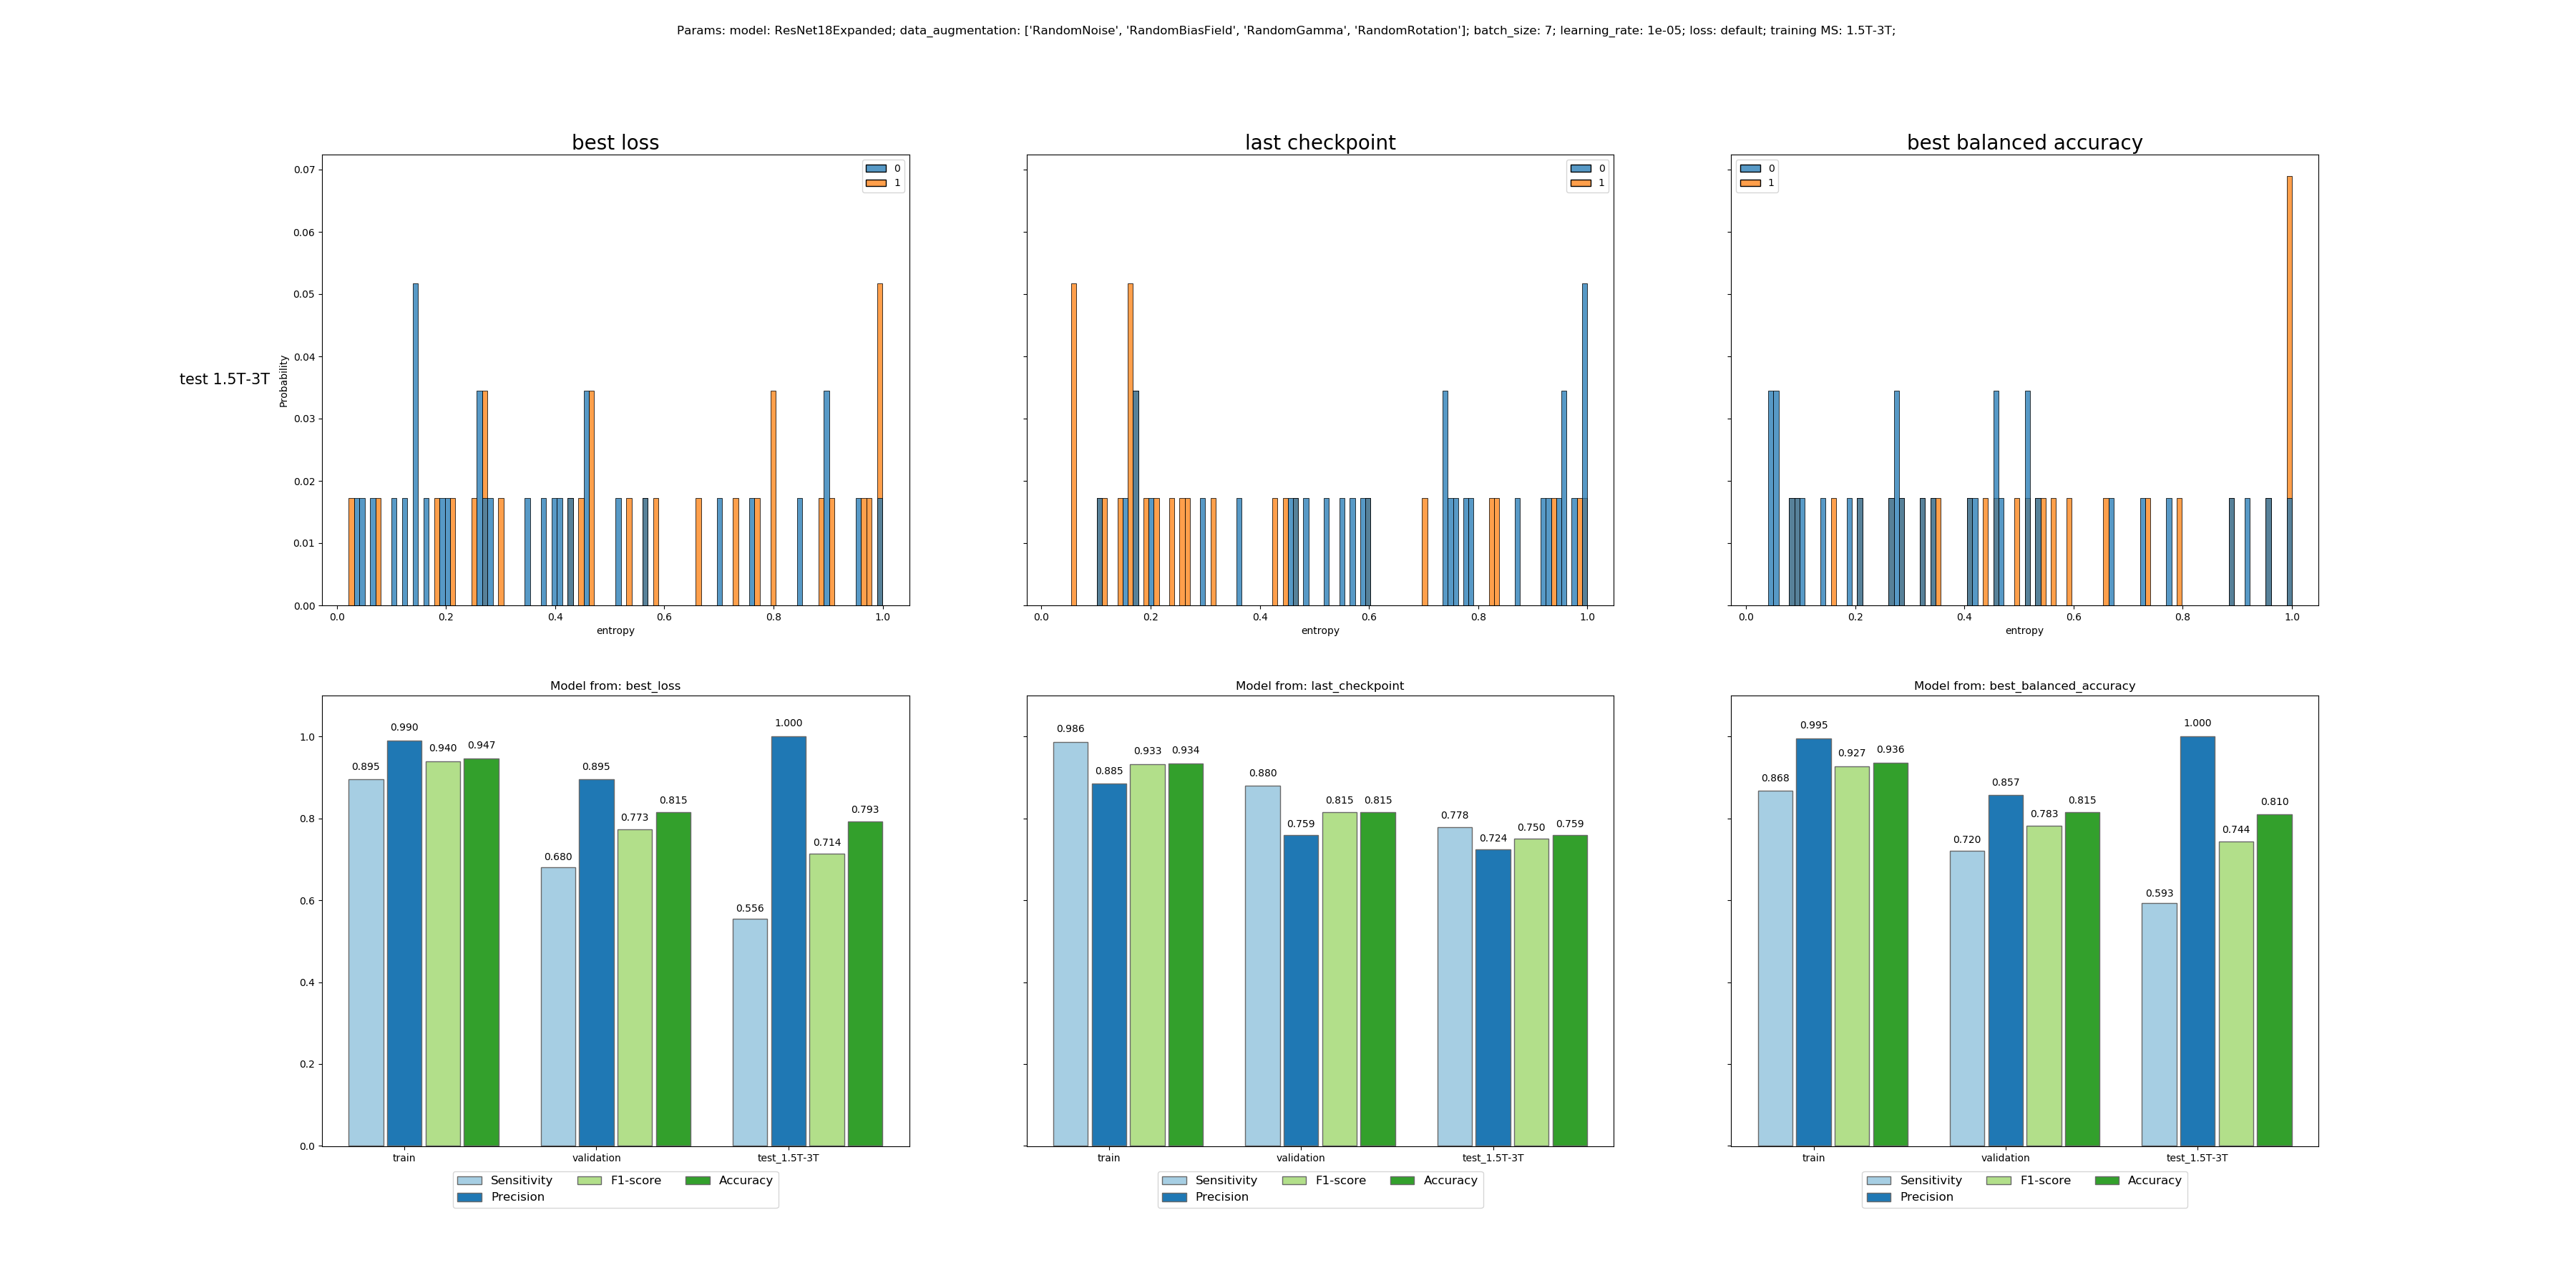 Params: model: ResNet18Expanded; data_augmentation: ['RandomNoise', 'RandomBiasField', 'RandomGamma', 'RandomRotation']; batch_size: 7; learning_rate: 1e-05; loss: default; training MS: 1.5T-3T;
best loss
0
1
0.07
0.06
0.05
0.04
0.03
0.02
0.01
0.00
test 1.5T-3T
Probability
0.0 0.2 0.4 0.6 0.8 1.0
entropy
last checkpoint
0
1
0.0 0.2 0.4 0.6 0.8 1.0
entropy
best balanced accuracy
0
1
0.0 0.2 0.4 0.6 0.8 1.0
entropy
Model from: best_loss
1.0
0.8
0.6
0.4
0.2
0.0
0.895 0.990 0.940 0.947
0.680 0.895 0.773 0.815
0.556 1.000 0.714 0.793
train validation test_1.5T-3T
Sensitivity F1-score Accuracy
Precision
Model from: last_checkpoint
0.986 0.885 0.933 0.934
0.880 0.759 0.815 0.815
0.778 0.724 0.750 0.759
train validation test_1.5T-3T
Sensitivity F1-score Accuracy
Precision
Model from: best_balanced_accuracy
0.868 0.995 0.927 0.936
0.720 0.857 0.783 0.815
0.593 1.000 0.744 0.810
train validation test_1.5T-3T
Sensitivity F1-score Accuracy
Precision